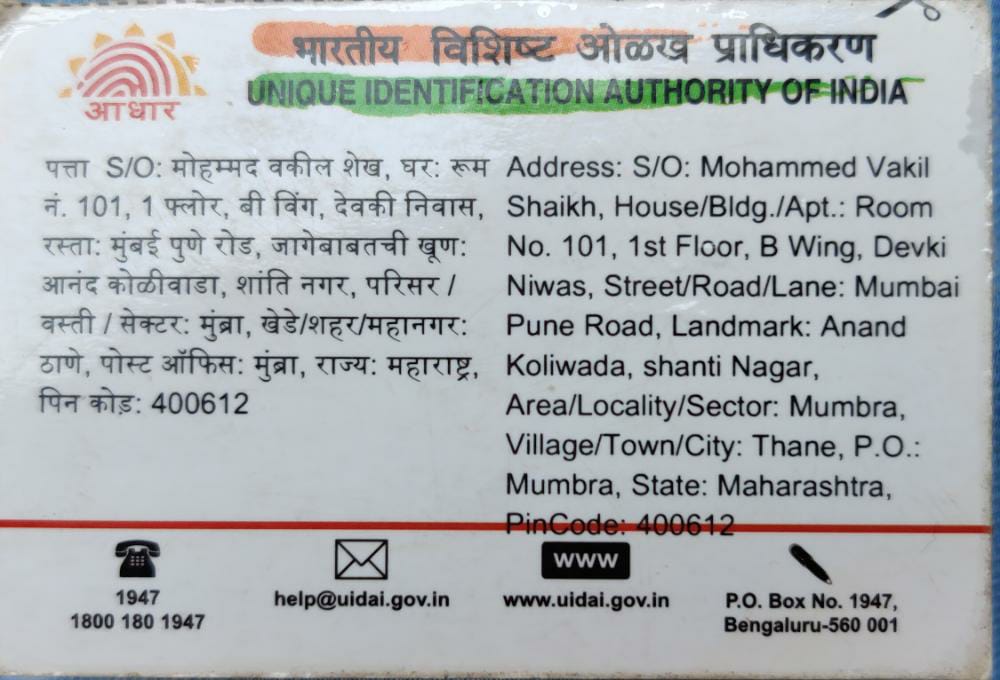 आधार
भारतीय विशिष्ट ओळख प्राधिकरण
UNIQUE IDENTIFICATION AUTHORITY OF INDIA
पत्ता S/O: मोहम्मद वकील शेख, घर: रूम
नं. 101, 1 फ्लोर, बी विंग, देवकी निवास,
रस्ता: मुंबई पुणे रोड, जागेबाबतची खूण:
आनंद कोळीवाडा, शांति नगर, परिसर /
वस्ती / सेक्टर: मुंब्रा, खेडे/शहर/महानगर:
ठाणे, पोस्ट ऑफिस: मुंब्रा, राज्य: महाराष्ट्र,
पिन कोड: 400612
Address: S/O: Mohammed Vakil
Shaikh, House/Bldg./Apt.: Room
No. 101, 1st Floor, B Wing, Devki
Niwas, Street/Road/Lane: Mumbai
Pune Road, Landmark: Anand
Koliwada, shanti Nagar,
Area/Locality/Sector: Mumbra,
Village/Town/City: Thane, P.O.:
Mumbra, State: Maharashtra,
PinCode: 400612
1947
1800 180 1947
help@uidai.gov.in
www
www.uidai.gov.in
P.O. Box No. 1947,
Bengaluru-560 001